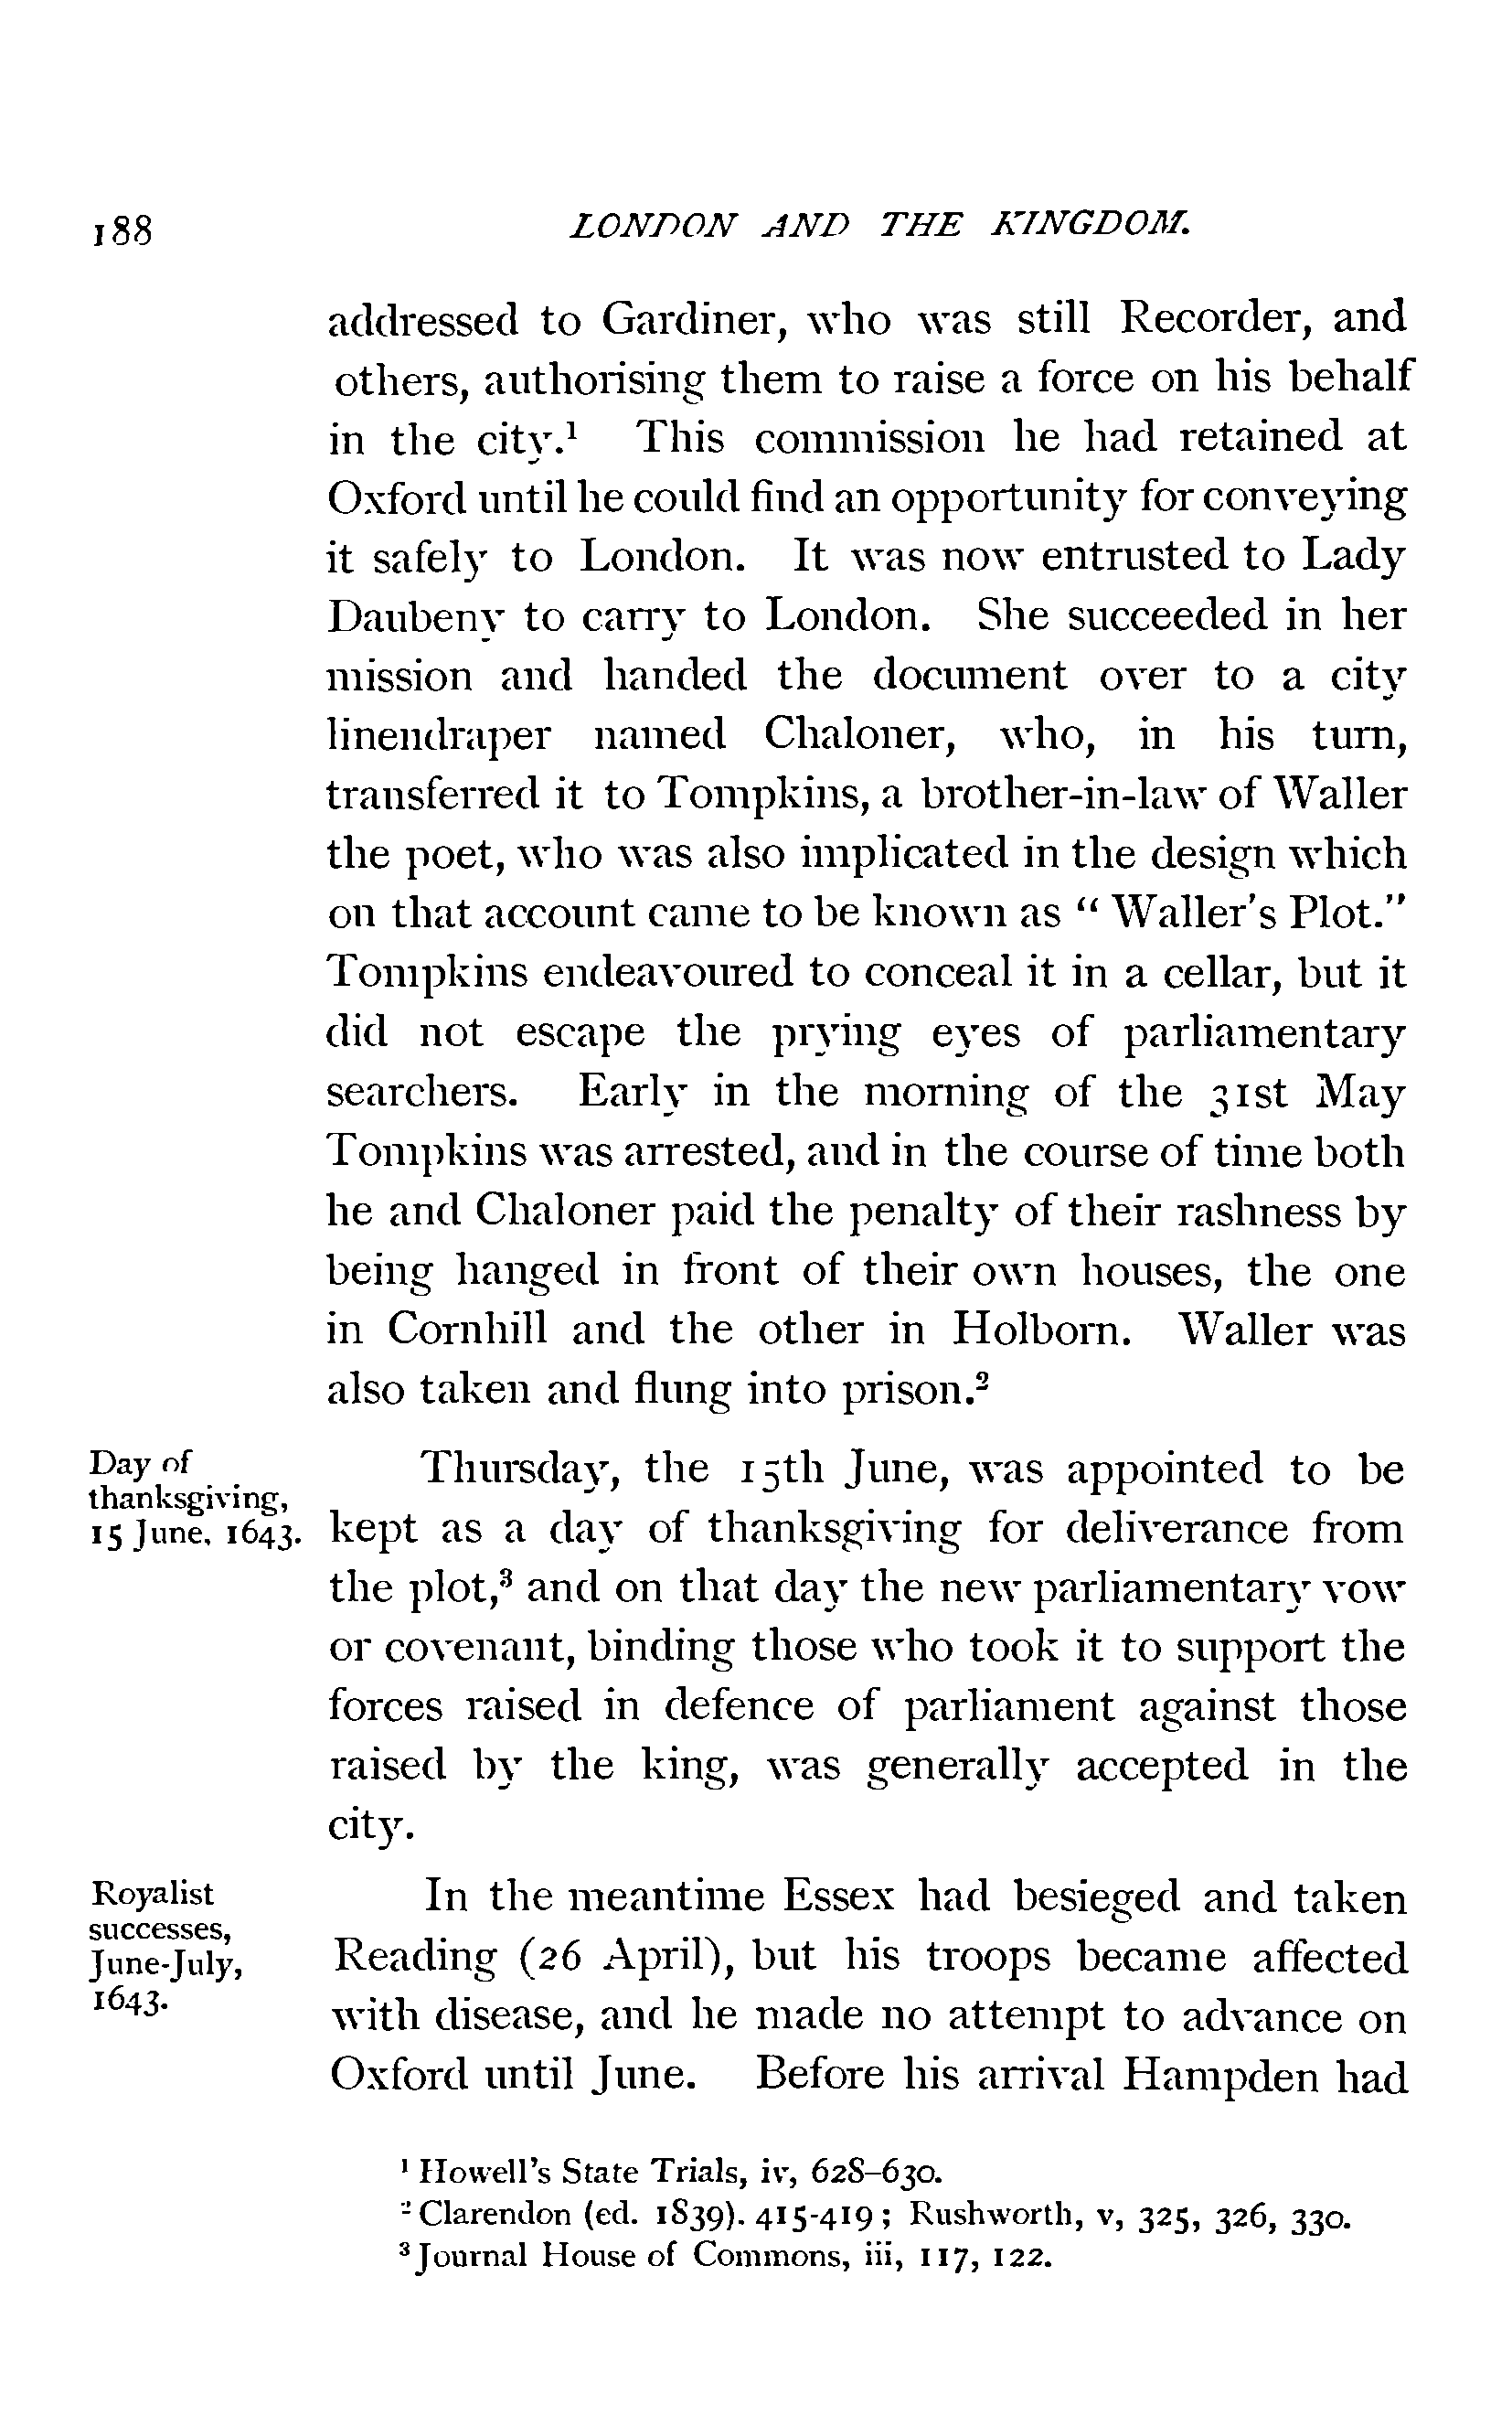 188 LONDON AND THE KINGDOM.
addressed to Gardiner, who was still Recorder, and
others, authorising them to raise a force on his behalf
in the city.¹ This commission he had retained at
Oxford until he could find an opportunity for conveying
it safely to London. It was now entrusted to Lady
Daubeny to carry to London. She succeeded in her
mission and handed the document over to a city
linendraper named Chaloner, who, in his turn,
transferred it to Tompkins, a brother-in-law of Waller
the poet, who was also implicated in the design which
on that account came to be known as “ Waller's Plot.”
Tompkins endeavoured to conceal it in a cellar, but it
did not escape the prying eyes of parliamentary
searchers. Early in the morning of the 31st May
Tompkins was arrested, and in the course of time both
he and Chaloner paid the penalty of their rashness by
being hanged in front of their own houses, the one
in Cornhill and the other in Holborn. Waller was
also taken and flung into prison.²
Day of
thanksgiving,
15 June, 1643.
Thursday, the 15th June, was appointed to be
kept as a day of thanksgiving for deliverance from
the plot,³ and on that day the new parliamentary vow
or covenant, binding those who took it to support the
forces raised in defence of parliament against those
raised by the king, was generally accepted in the
city.
Royalist
successes,
June-July,
1643.
In the meantime Essex had besieged and taken
Reading (26 April), but his troops became affected
with disease, and he made no attempt to advance on
Oxford until June. Before his arrival Hampden had
¹ Howell's State Trials, iv, 628–630.
² Clarendon (ed. 1839). 415-419 ; Rushworth, v, 325, 326, 330.
³ Journal House of Commons, iii, 117, 122.